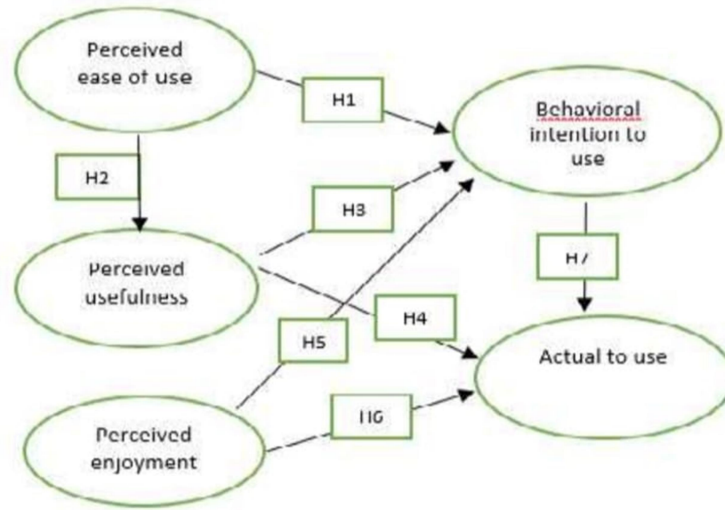 Perceived
ease of use
H1
Behavioral
intention to
use
H2
H3
Perceived
usefulness
H7
H4
H5
Actual to use
H6
Perceived
enjoyment